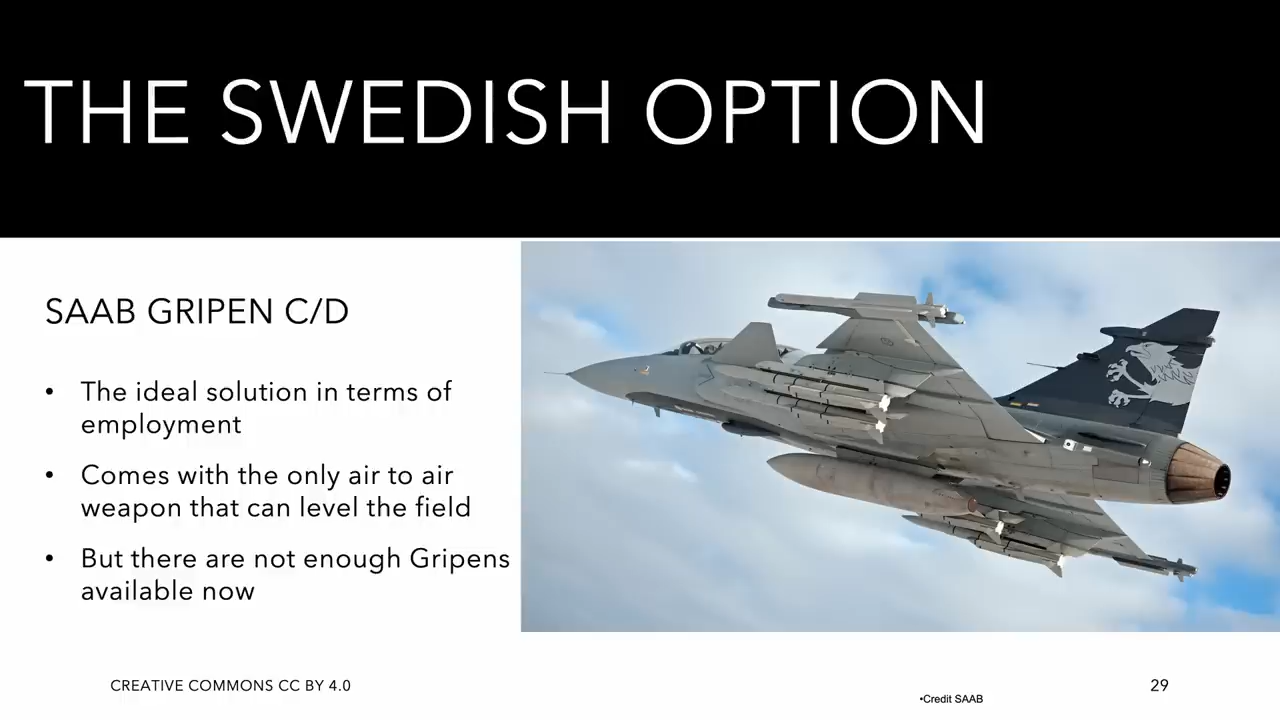 THE SWEDISH OPTION
SAAB GRIPEN C/D
• The ideal solution in terms of
employment
• Comes with the only air to air
weapon that can level the field
• But there are not enough Gripens
available now
CREATIVE COMMONS CC BY 4.0
•Credit SAAB
29